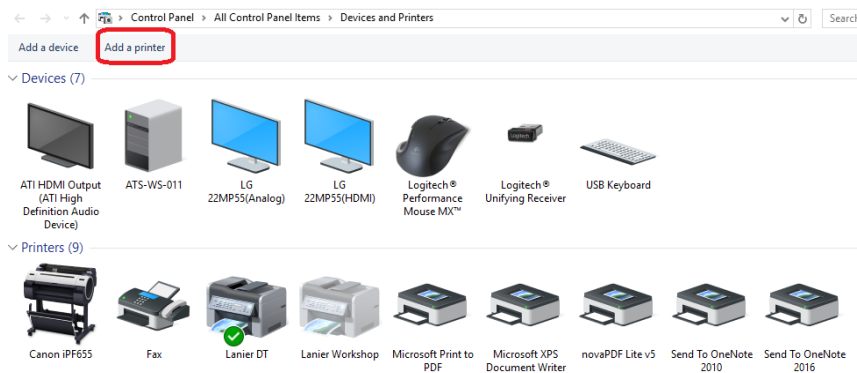 Control Panel > All Control Panel Items > Devices and Printers
Search
Add a device Add a printer
Devices (7)
ATI HDMI Output
(ATI High
Definition Audio
Device)
ATS-WS-011
LG
22MP55(Analog)
LG
22MP55(HDMI)
Logitech®
Performance
Mouse MX™
Logitech®
Unifying Receiver
USB Keyboard
Printers (9)
Canon iPF655
Fax
Lanier DT
Lanier Workshop
Microsoft Print to
PDF
Microsoft XPS
Document Writer
novaPDF Lite v5
Send To OneNote
2010
Send To OneNote
2016